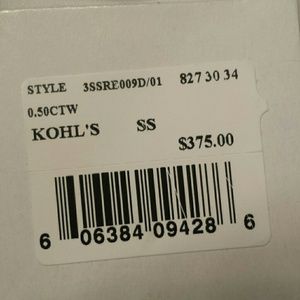 STYLE 3SSRE009D/01 827 30 34
0.50CTW
KOHL'S SS
$375.00
6 06384 09428 6